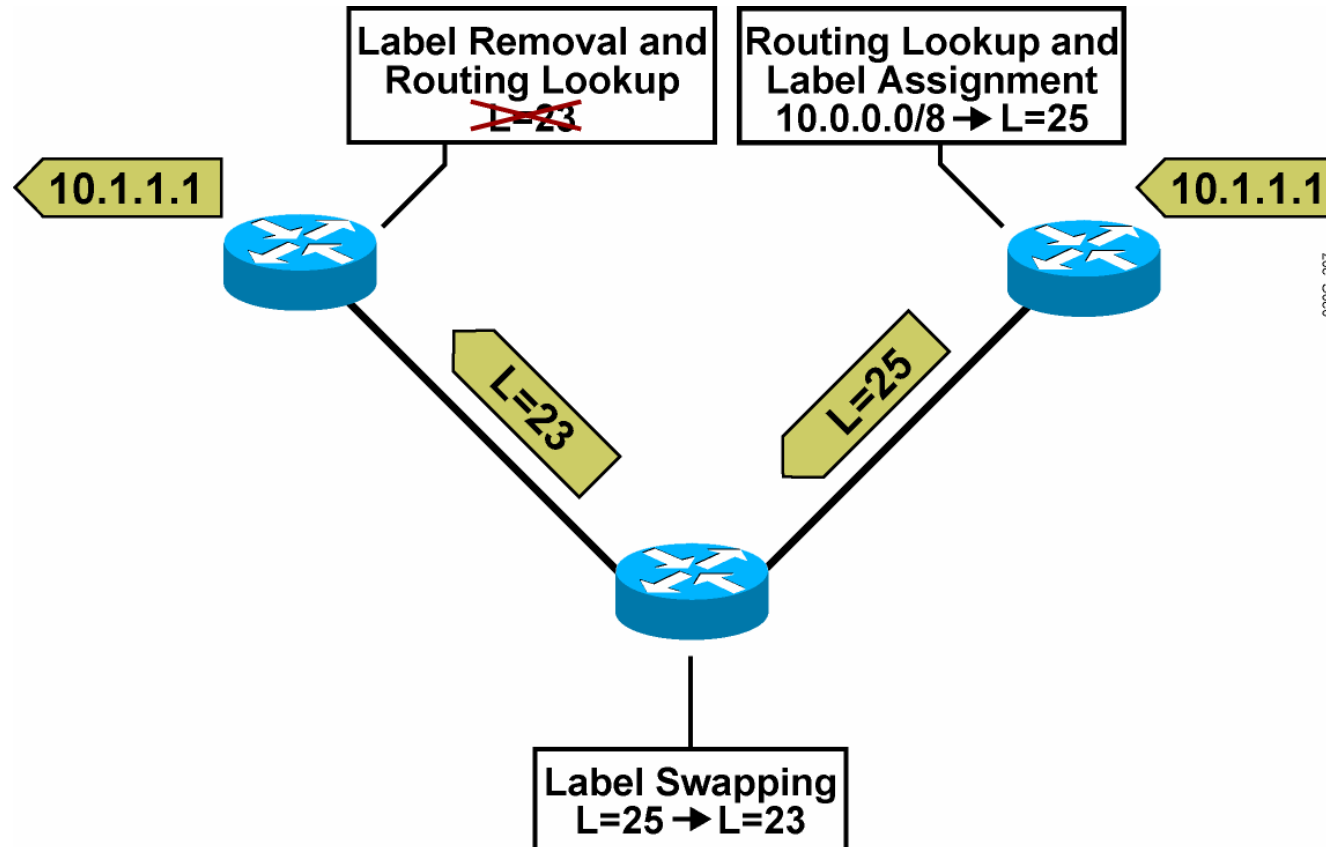 Label Removal and
Routing Lookup
L=23
Routing Lookup and
Label Assignment
10.0.0.0/8 → L=25
10.1.1.1
10.1.1.1
L=23
L=25
Label Swapping
L=25 → L=23